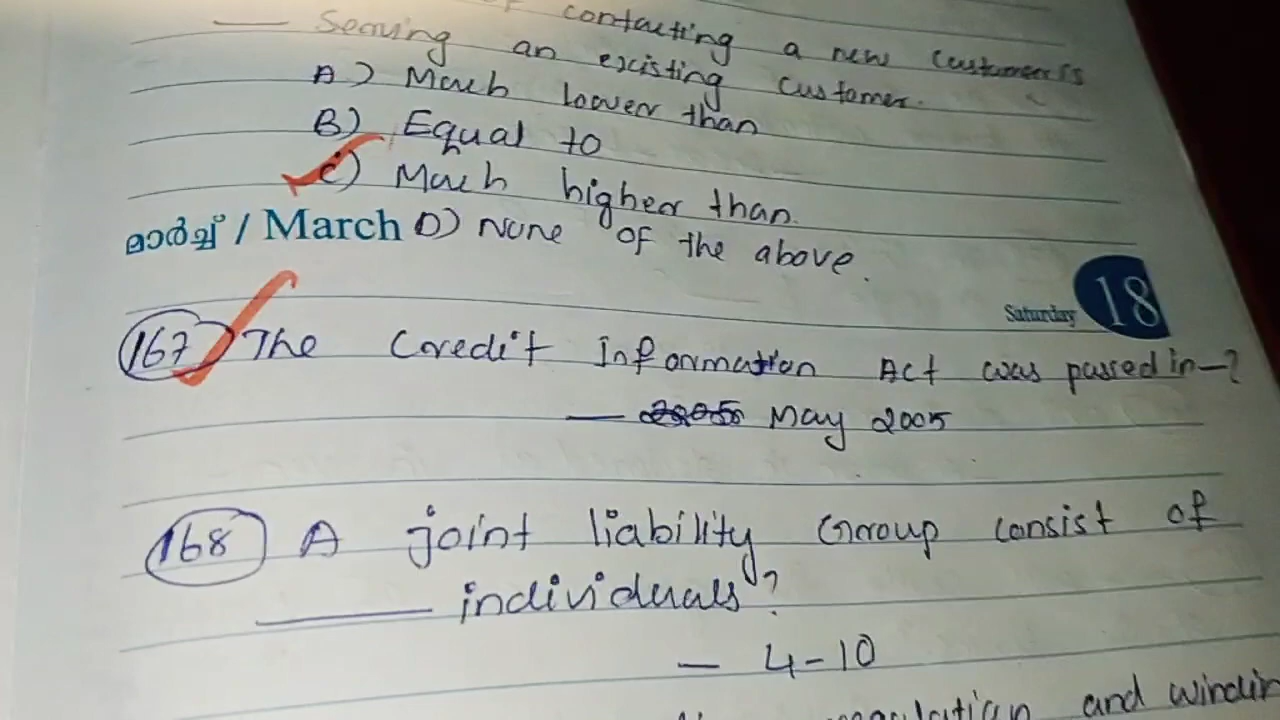 contacting a new customer is
____ Serving an existing customer.
A) Much lower than
B) Equal to
C) Much higher than.
മാർച്ച് / March D) None of the above.
Saturday 18
167) The Credit Information Act was passed in—?
— May 2005
168 A joint liability Group consist of
____ individuals?
— 4-10
and